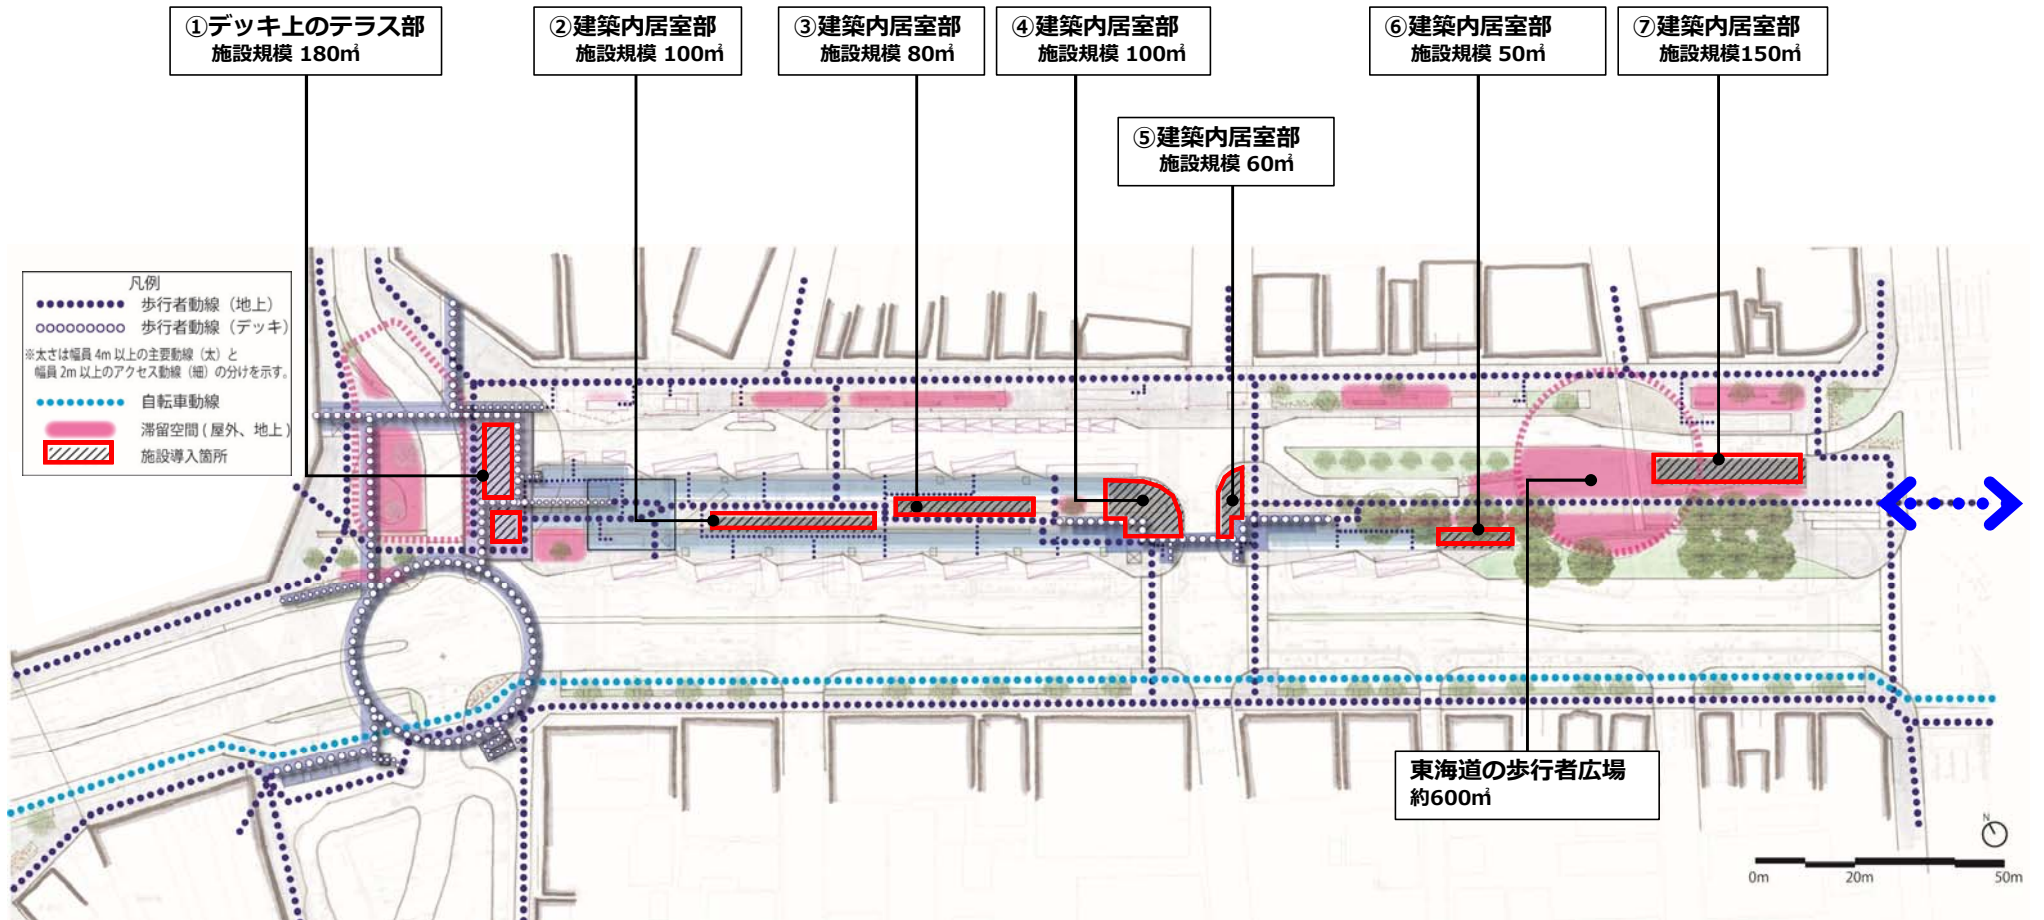 ①デッキ上のテラス部
施設規模 180㎡
②建築内居室部
施設規模 100㎡
③建築内居室部
施設規模 80㎡
④建築内居室部
施設規模 100㎡
⑤建築内居室部
施設規模 60㎡
⑥建築内居室部
施設規模 50㎡
⑦建築内居室部
施設規模150㎡
凡例
歩行者動線（地上）
歩行者動線（デッキ）
※太さは幅員 4m 以上の主要動線（太）と
幅員 2m 以上のアクセス動線（細）の分けを示す。
自転車動線
滞留空間 ( 屋外、地上 )
施設導入箇所
東海道の歩行者広場
約600㎡
N
0m
20m
50m